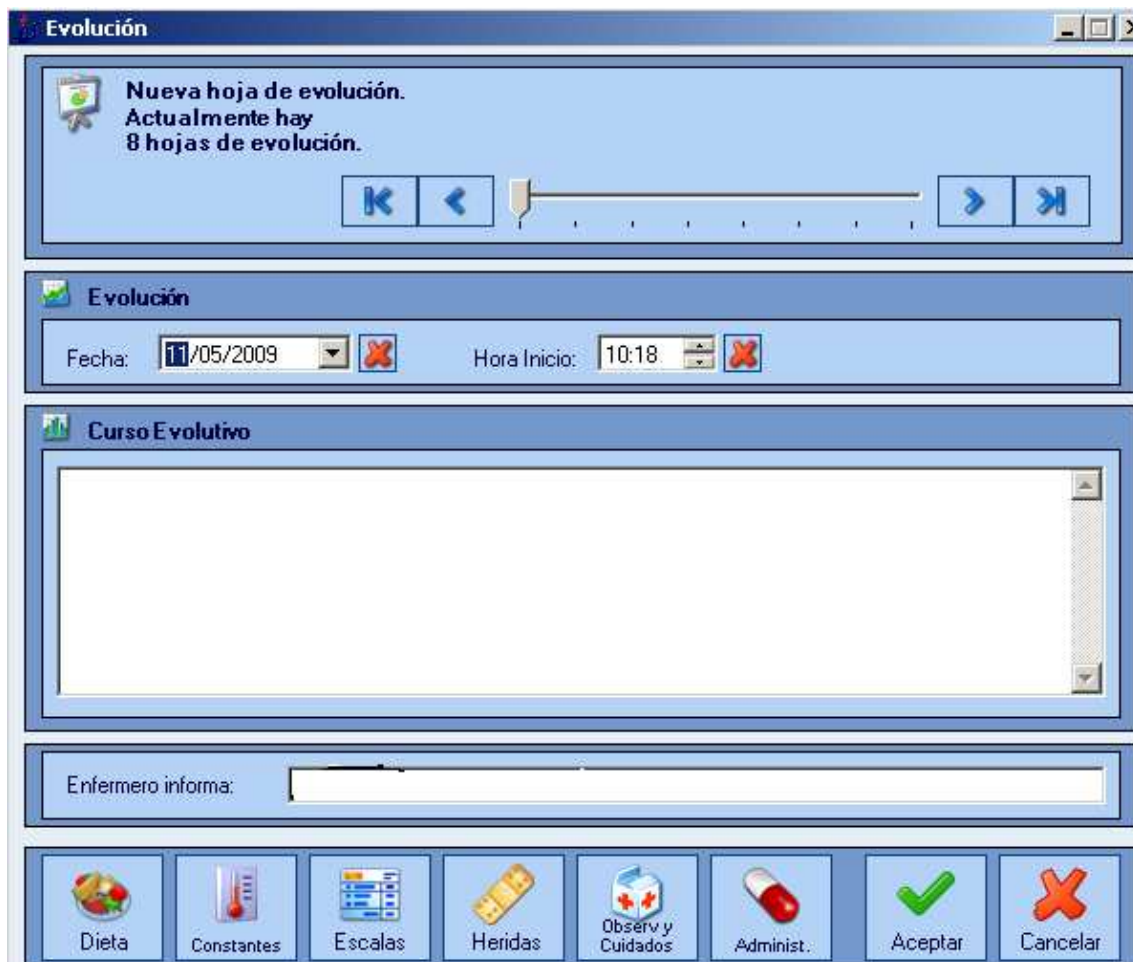 Evolución
Nueva hoja de evolución.
Actualmente hay
8 hojas de evolución.
Evolución
Fecha: 11/05/2009 Hora Inicio: 10:18
Curso Evolutivo
Enfermero informa:
Dieta
Constantes
Escalas
Heridas
Observ y
Cuidados
Administ.
Aceptar
Cancelar